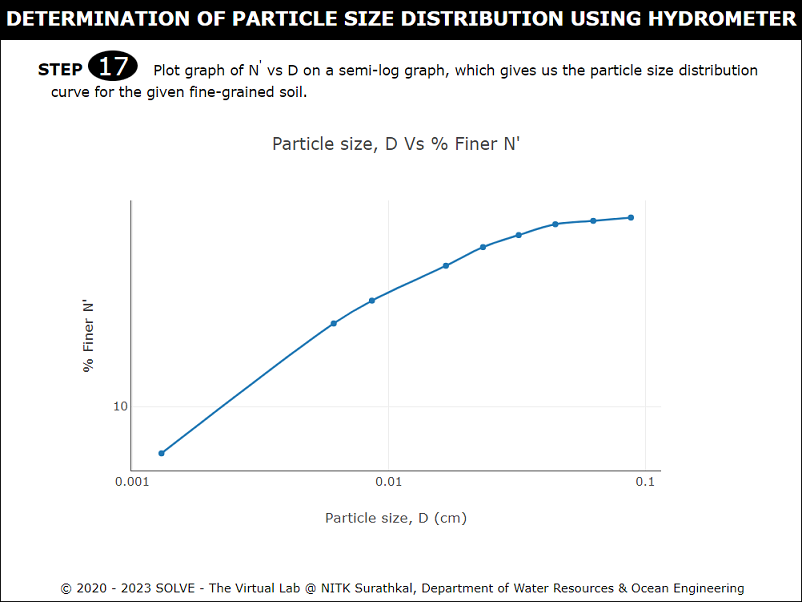 DETERMINATION OF PARTICLE SIZE DISTRIBUTION USING HYDROMETER
STEP 17 Plot graph of N' vs D on a semi-log graph, which gives us the particle size distribution
curve for the given fine-grained soil.
Particle size, D Vs % Finer N'
% Finer N'
10
0.001 0.01 0.1
Particle size, D (cm)
© 2020 - 2023 SOLVE - The Virtual Lab @ NITK Surathkal, Department of Water Resources & Ocean Engineering